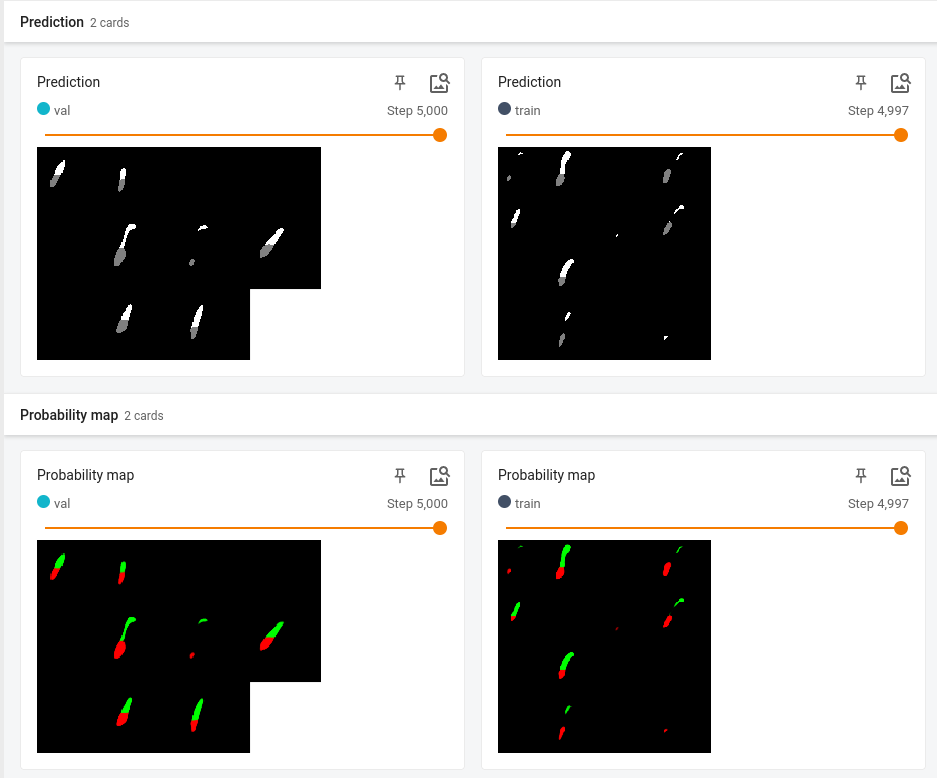 Prediction 2 cards
Prediction
val Step 5,000
Prediction
train Step 4,997
Probability map 2 cards
Probability map
val Step 5,000
Probability map
train Step 4,997